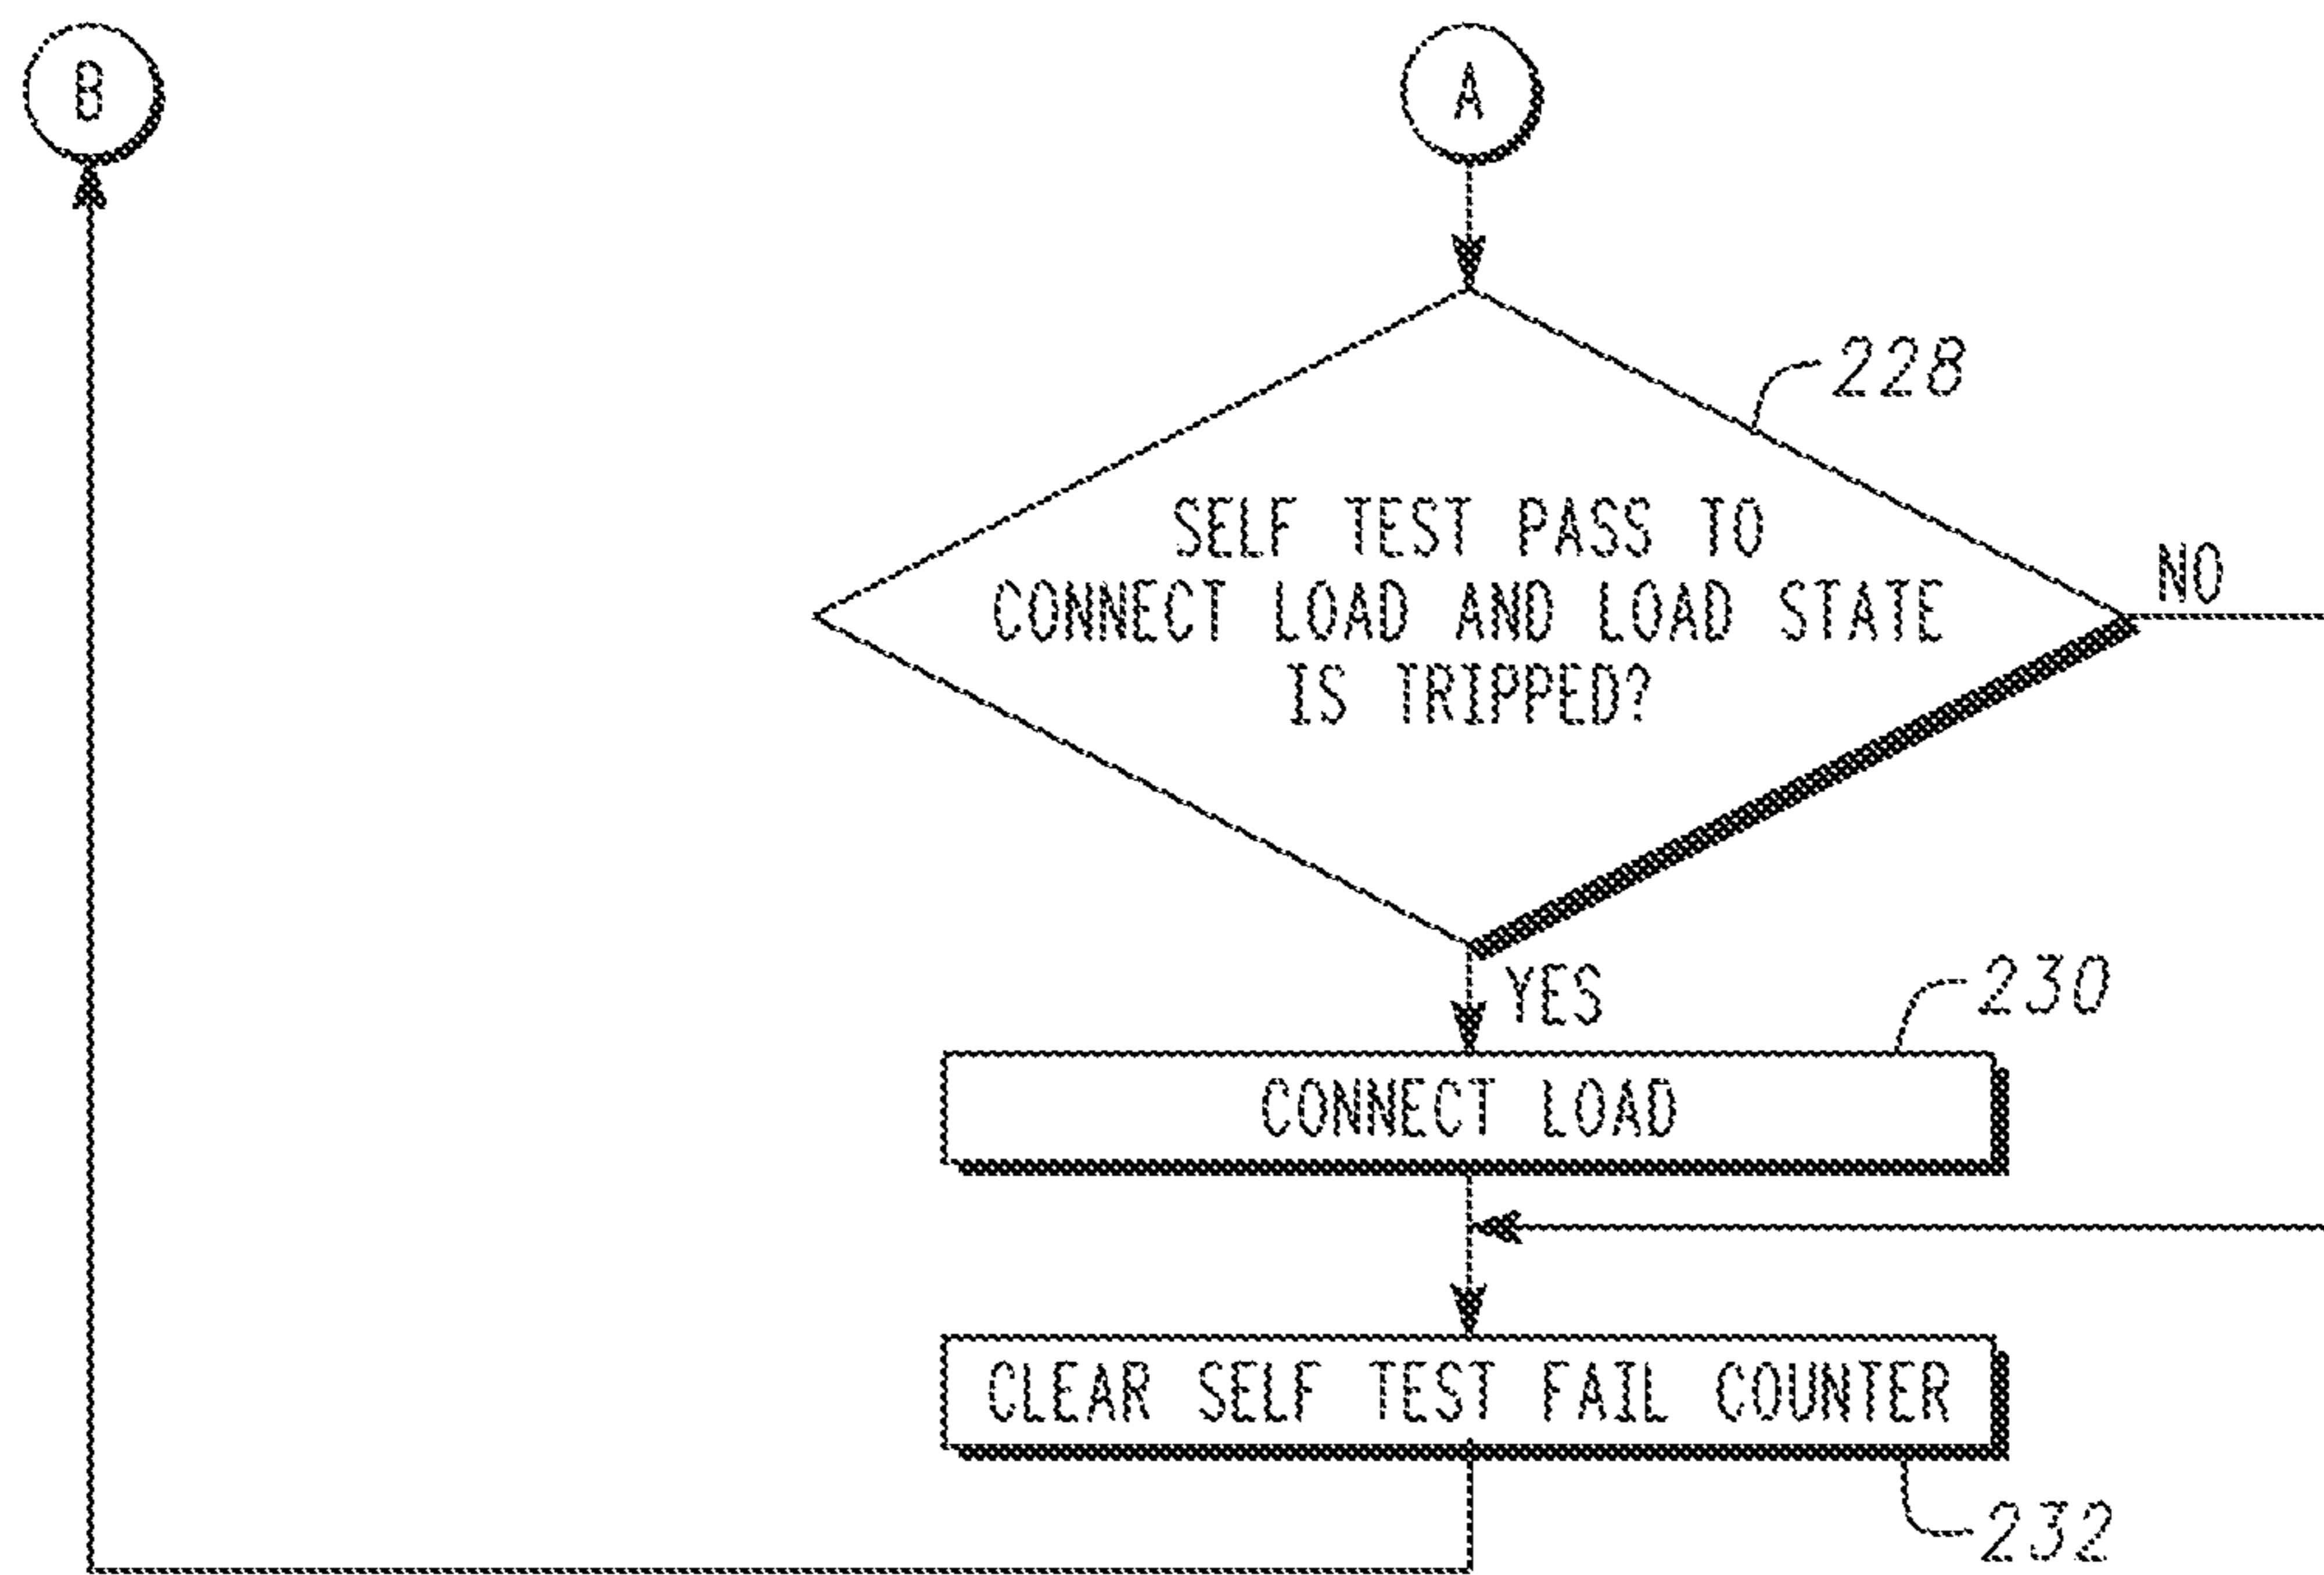 B
A
228
SELF TEST PASS TO
CONNECT LOAD AND LOAD STATE
IS TRIPPED?
NO
YES
230
CONNECT LOAD
CLEAR SELF TEST FAIL COUNTER
232